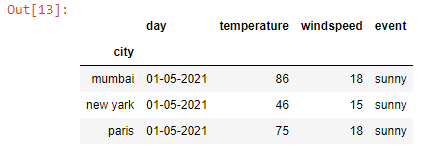 Out[13]:
day temperature windspeed event
city
mumbai 01-05-2021 86 18 sunny
new yark 01-05-2021 46 15 sunny
paris 01-05-2021 75 18 sunny